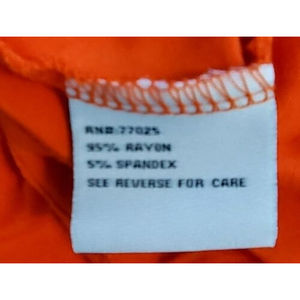 RN#:77025
95% RAYON
5% SPANDEX
SEE REVERSE FOR CARE